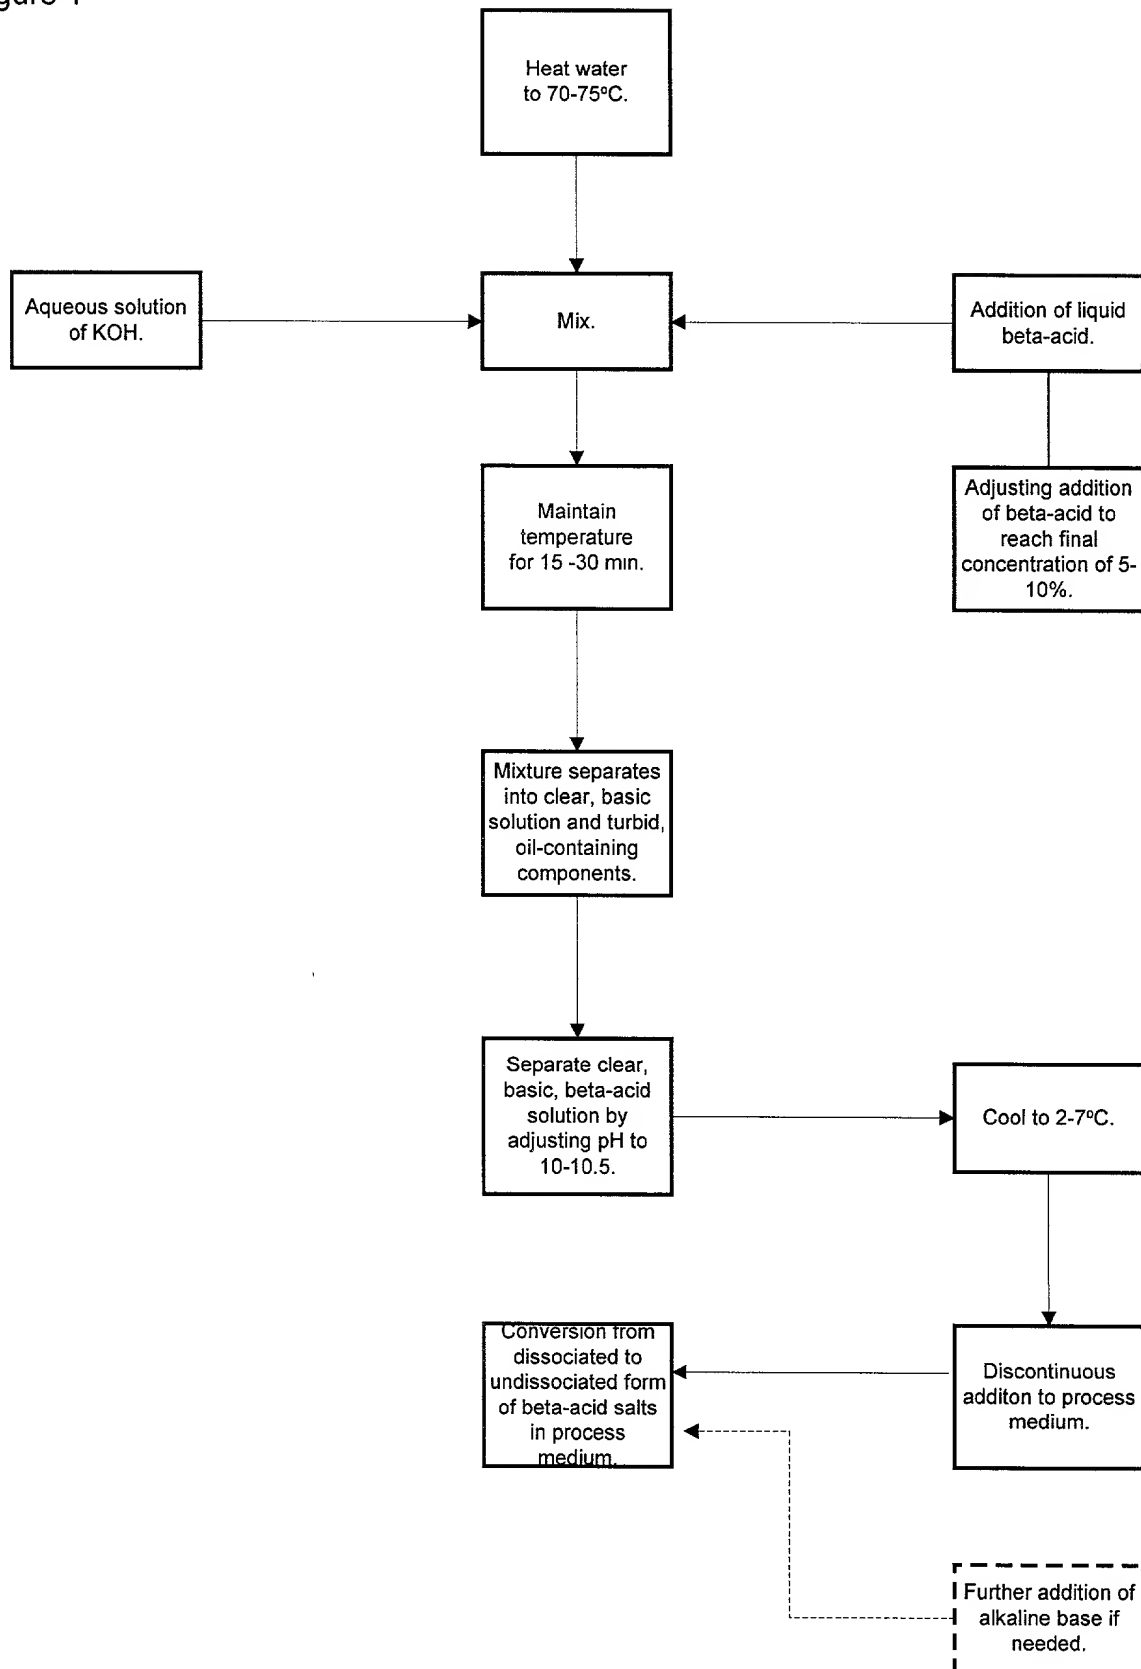 gure 1
Heat water
to 70-75ºC.
Aqueous solution
of KOH.
Mix.
Addition of liquid
beta-acid.
Maintain
temperature
for 15 -30 min.
Adjusting addition
of beta-acid to
reach final
concentration of 5-
10%.
Mixture separates
into clear, basic
solution and turbid,
oil-containing
components.
Separate clear,
basic, beta-acid
solution by
adjusting pH to
10-10.5.
Cool to 2-7ºC.
Conversion from
dissociated to
undissociated form
of beta-acid salts
in process
medium.
Discontinuous
additon to process
medium.
Further addition of
alkaline base if
needed.